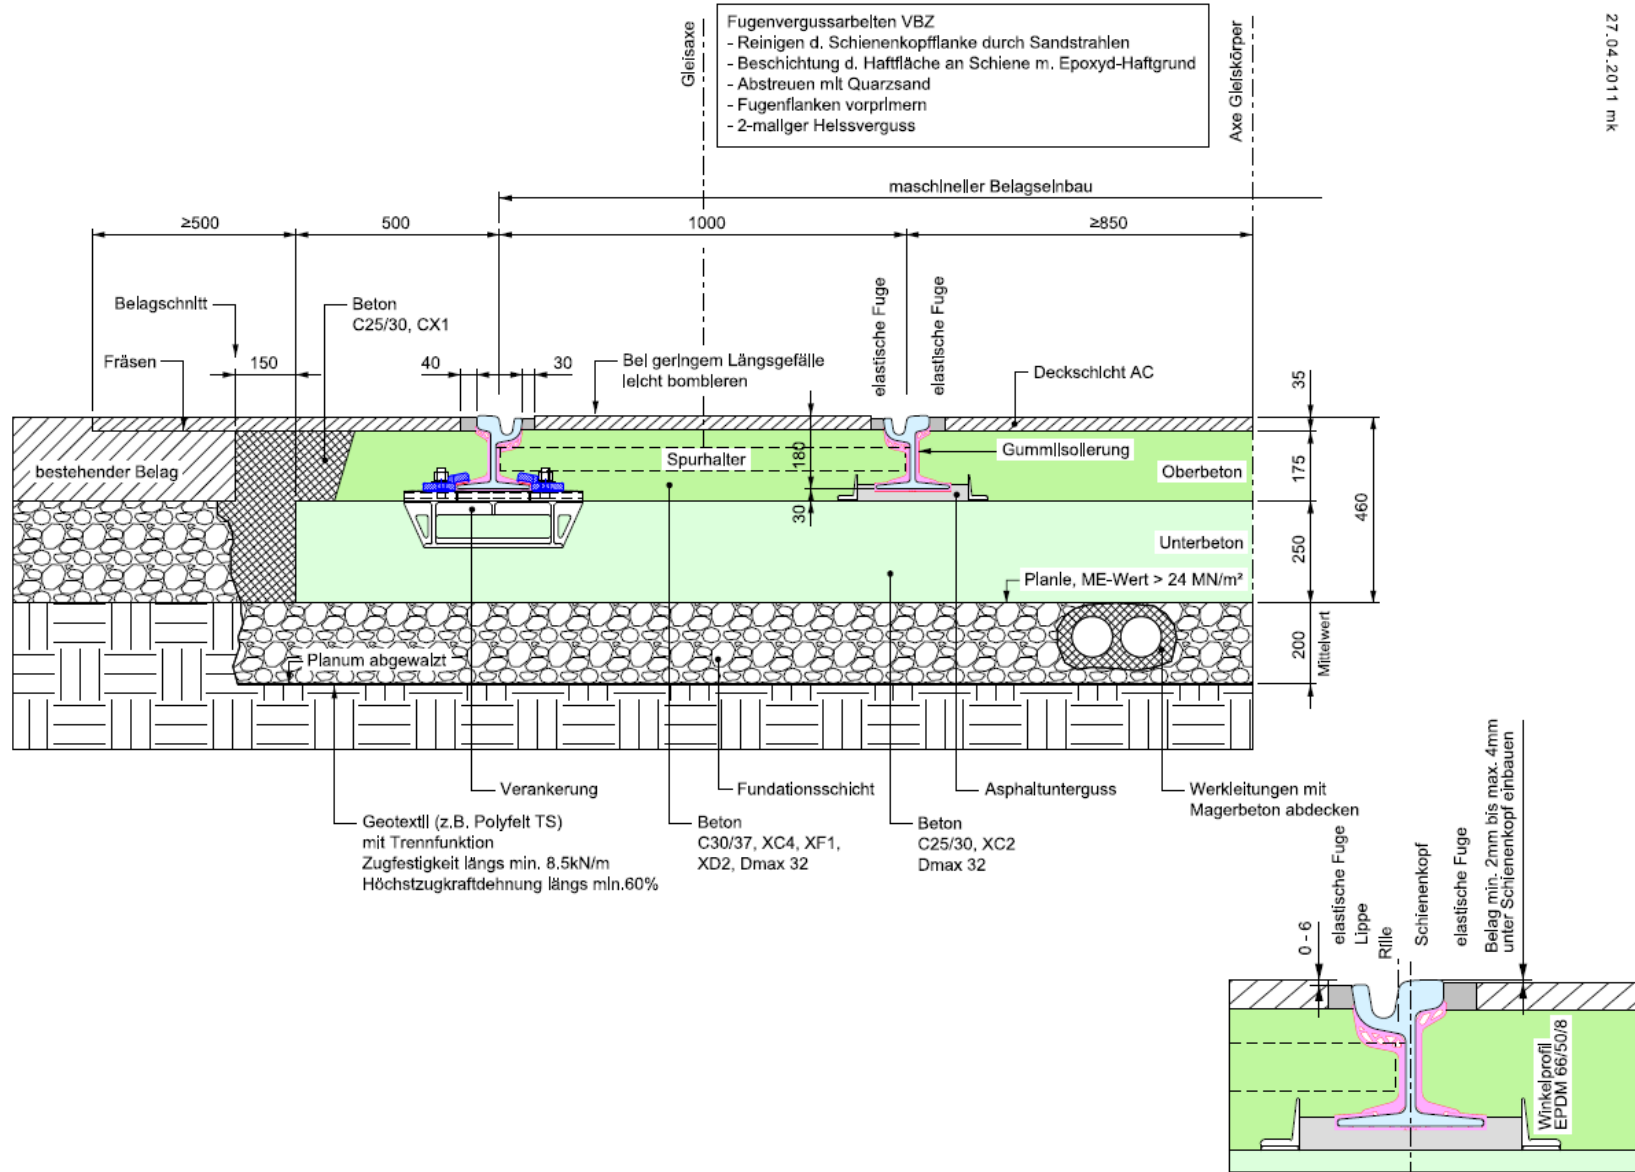 Fugenvergussarbeiten VBZ
- Reinigen d. Schienenkopfflanke durch Sandstrahlen
- Beschichtung d. Haftfläche an Schiene m. Epoxyd-Haftgrund
- Abstreuen mit Quarzsand
- Fugenflanken vorprimern
- 2-maliger Heissverguss
Gleisaxe
Axe Gleiskörper
27.04.2011 mk
maschineller Belagseinbau
≥500
500
1000
≥850
Belagschnitt
Beton
C25/30, CX1
Fräsen
150
40
30
Bei geringem Längsgefälle
leicht bombieren
elastische Fuge
elastische Fuge
Deckschicht AC
35
bestehender Belag
Spurhalter
180
Gummiisolierung
Oberbeton
175
460
30
Unterbeton
250
Planie, ME-Wert > 24 MN/m²
Planum abgewalzt
200
Mittelwert
Verankerung
Fundationsschicht
Asphaltunterguss
Werkleitungen mit
Magerbeton abdecken
Geotextil (z.B. Polyfelt TS)
mit Trennfunktion
Zugfestigkeit längs min. 8.5kN/m
Höchstzugkraftdehnung längs min.60%
Beton
C30/37, XC4, XF1,
XD2, Dmax 32
Beton
C25/30, XC2
Dmax 32
0 - 6
elastische Fuge
Lippe
Rille
Schienenkopf
elastische Fuge
Belag min. 2mm bis max. 4mm
unter Schienenkopf einbauen
Winkelprofil
EPDM 66/50/8